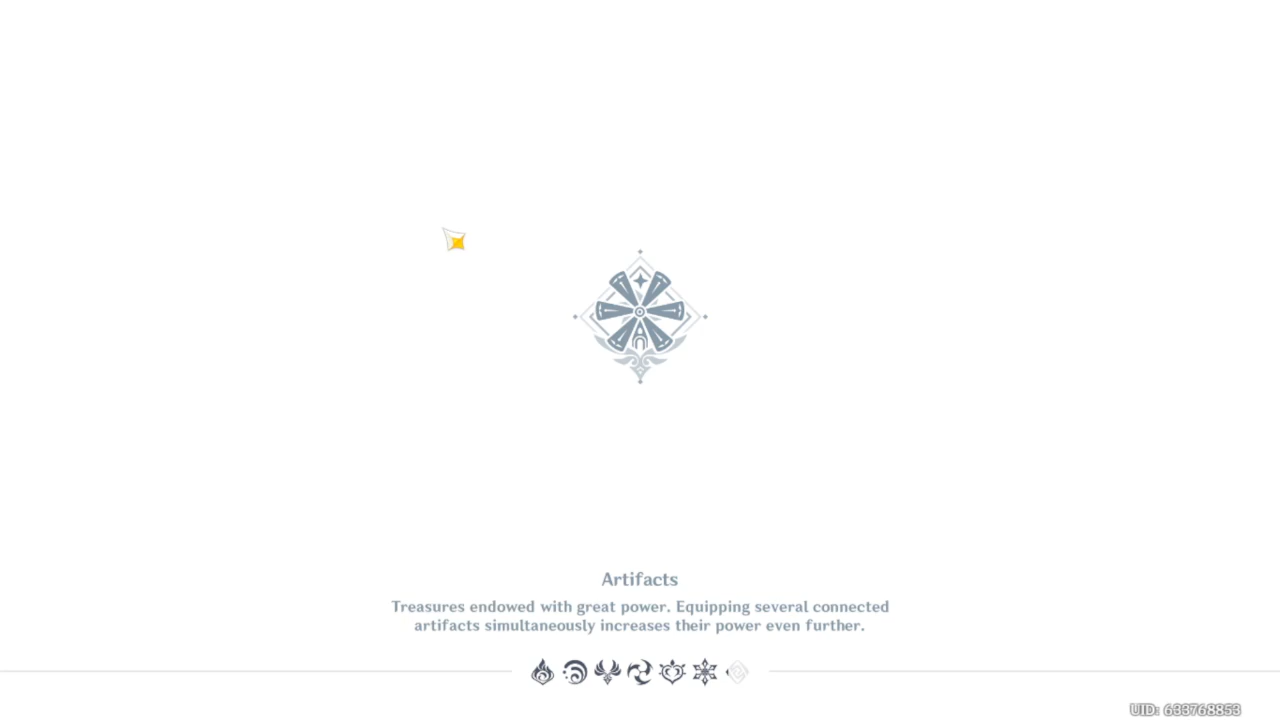 Artifacts
Treasures endowed with great power. Equipping several connected
artifacts simultaneously increases their power even further.
UID: 633768853